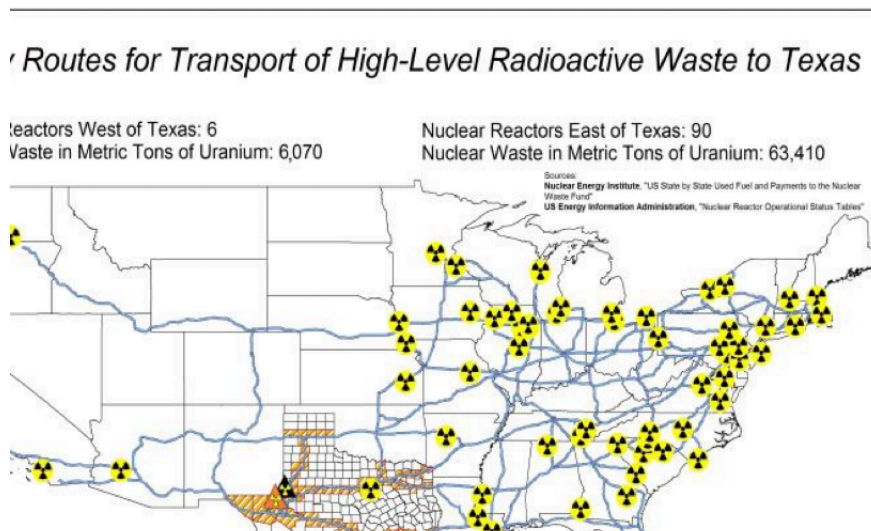 Routes for Transport of High-Level Radioactive Waste to Texas
Reactors West of Texas: 6
Waste in Metric Tons of Uranium: 6,070
Nuclear Reactors East of Texas: 90
Nuclear Waste in Metric Tons of Uranium: 63,410
Sources:
Nuclear Energy Institute, "US State by State Used Fuel and Payments to the Nuclear
Waste Fund"
US Energy Information Administration, "Nuclear Reactor Operational Status Tables"